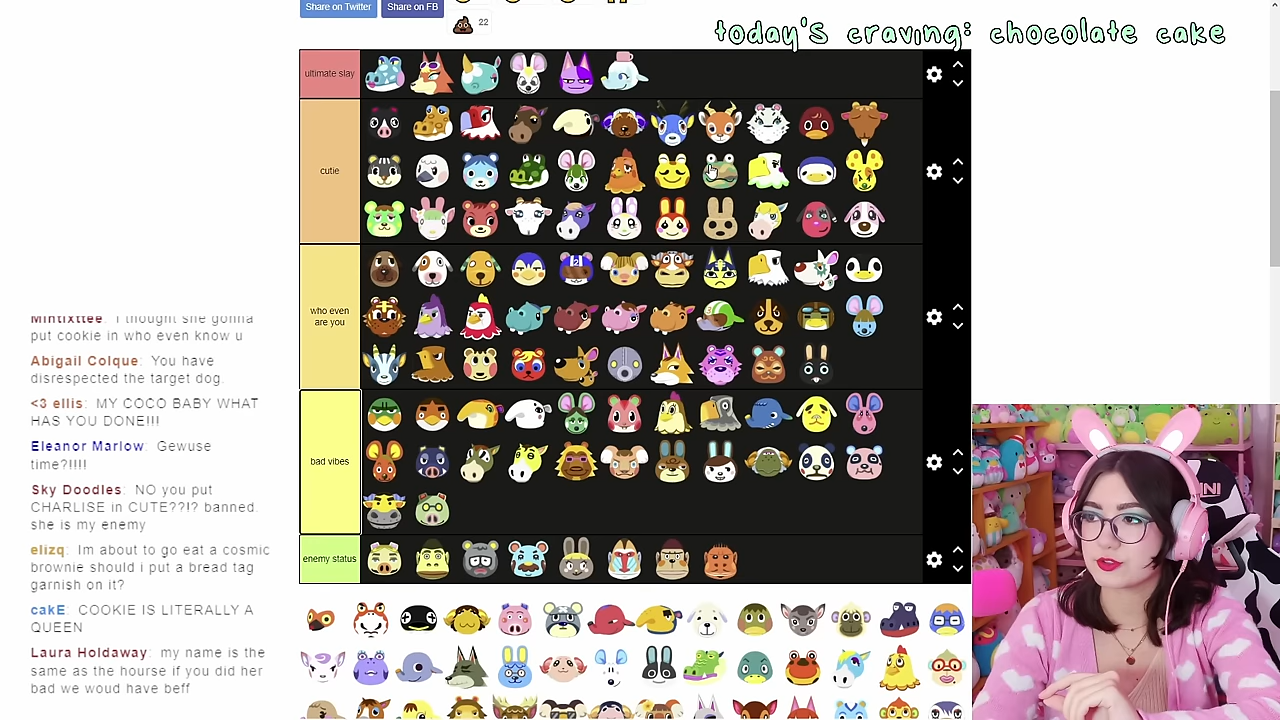 Share on Twitter
Share on FB
22
today's craving: chocolate cake
ultimate slay
cutie
who even
are you
bad vibes
enemy status
Mintixttee: I thought she gonna
put cookie in who even know u
Abigail Colque: You have
disrespected the target dog.
<3 ellis: MY COCO BABY WHAT
HAS YOU DONE!!!
Eleanor Marlow: Gewuse
time?!!!!
Sky Doodles: NO you put
CHARLISE in CUTE??!? banned.
she is my enemy
elizq: Im about to go eat a cosmic
brownie should i put a bread tag
garnish on it?
cakE: COOKIE IS LITERALLY A
QUEEN
Laura Holdaway: my name is the
same as the hourse if you did her
bad we woud have beff